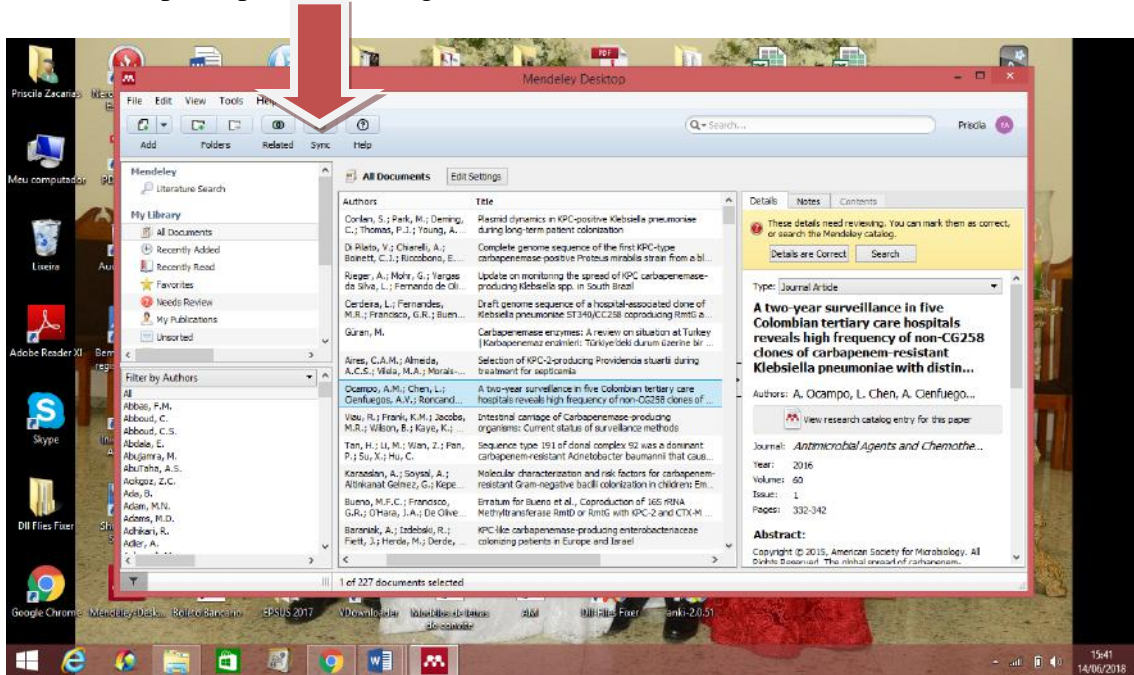 Mendeley Desktop
Priscila Zacarias
File Edit View Tools
Search...
Priscila
Add Folders Related Sync Help
Meu computador
Mendeley
Literature Search
My Library
All Documents
Recently Added
Recently Read
Favorites
Needs Review
My Publications
Unsorted
Lixeira
Adobe Reader XI
Skype
Dll Flies Fixer
Google Chrome
Filter by Authors
All
Abbas, F.M.
Abboud, C.
Abboud, C.S.
Abdala, E.
Abujamra, M.
AbuTaha, A.S.
Acikgoz, Z.C.
Ada, B.
Adam, M.N.
Adams, M.D.
Adhikari, R.
Adler, A.
All Documents Edit Settings
Authors Title
Conlan, S.; Park, M.; Deming, Plasmid dynamics in KPC-positive Klebsiella pneumoniae
C.; Thomas, P.J.; Young, A.... during long-term patient colonization
Di Pilato, V.; Chiarelli, A.; Complete genome sequence of the first KPC-type
Boinett, C.J.; Riccobono, E.... carbapenemase-positive Proteus mirabilis strain from a bl...
Rieger, A.; Mohr, G.; Vargas Update on monitoring the spread of KPC carbapenemase-
da Silva, L.; Fernando de Oli... producing Klebsiella spp. in South Brazil
Cerdeira, L.; Fernandes, Draft genome sequence of a hospital-associated clone of
M.R.; Francisco, G.R.; Buen... Klebsiella pneumoniae ST340/CC258 coproducing RmtG a...
Güran, M. Carbapenemase enzymes: A review on situation at Turkey
|Karbapenemaz enzimleri: Türkiye'deki durum üzerine bir ...
Aires, C.A.M.; Almeida, Selection of KPC-2-producing Providencia stuartii during
A.C.S.; Vilela, M.A.; Morais-... treatment for septicemia
Ocampo, A.M.; Chen, L.; A two-year surveillance in five Colombian tertiary care
Cienfuegos, A.V.; Roncand... hospitals reveals high frequency of non-CG258 clones of ...
Viau, R.; Frank, K.M.; Jacobs, Intestinal carriage of Carbapenemase-producing
M.R.; Wilson, B.; Kaye, K.; ... organisms: Current status of surveillance methods
Tan, H.; Li, M.; Wan, Z.; Pan, Sequence type 191 of clonal complex 92 was a dominant
P.; Su, X.; Hu, C. carbapenem-resistant Acinetobacter baumannii that caus...
Karaaslan, A.; Soysal, A.; Molecular characterization and risk factors for carbapenem-
Altinkanat Gelmez, G.; Kepe... resistant Gram-negative bacilli colonization in children: Em...
Bueno, M.F.C.; Francisco, Erratum for Bueno et al., Coproduction of 16S rRNA
G.R.; O'Hara, J.A.; De Olive... Methyltransferase RmtD or RmtG with KPC-2 and CTX-M ...
Baraniak, A.; Izdebski, R.; KPC-like carbapenemase-producing enterobacteriaceae
Fiett, J.; Herda, M.; Derde, ... colonizing patients in Europe and Israel
1 of 227 documents selected
Details Notes Contents
These details need reviewing. You can mark them as correct,
or search the Mendeley catalog.
Details are Correct Search
Type: Journal Article
A two-year surveillance in five
Colombian tertiary care
hospitals reveals high
frequency of non-CG258
clones of carbapenem-resistant
Klebsiella pneumoniae with distin...
Authors: A. Ocampo, L. Chen, A. Cienfuego...
View research catalog entry for this paper
Journal: Antimicrobial Agents and Chemothe...
Year: 2016
Volume: 60
Issue: 1
Pages: 332-342
Abstract:
Copyright © 2015, American Society for Microbiology. All
EPSUS 2017
anki-2.0.51
15:41
14/06/2018